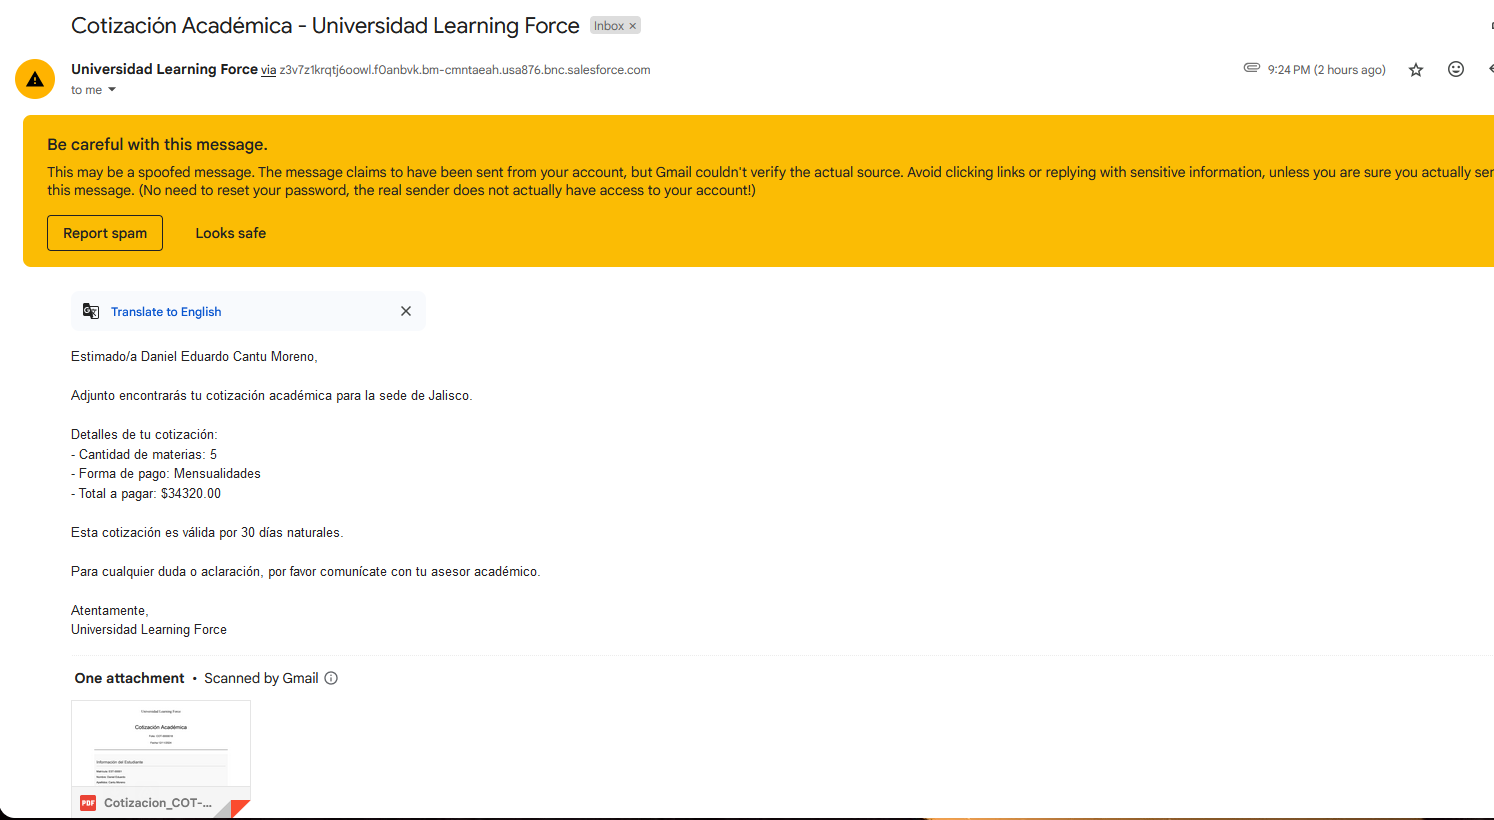 Cotización Académica - Universidad Learning Force Inbox ×
Universidad Learning Force via z3v7z1krqtj6oowl.f0anbvk.bm-cmntaeah.usa876.bnc.salesforce.com 9:24 PM (2 hours ago)
to me
Be careful with this message.
This may be a spoofed message. The message claims to have been sent from your account, but Gmail couldn't verify the actual source. Avoid clicking links or replying with sensitive information, unless you are sure you actually
this message. (No need to reset your password, the real sender does not actually have access to your account!)
Report spam Looks safe
Translate to English
Estimado/a Daniel Eduardo Cantu Moreno,
Adjunto encontrarás tu cotización académica para la sede de Jalisco.
Detalles de tu cotización:
- Cantidad de materias: 5
- Forma de pago: Mensualidades
- Total a pagar: $34320.00
Esta cotización es válida por 30 días naturales.
Para cualquier duda o aclaración, por favor comunícate con tu asesor académico.
Atentamente,
Universidad Learning Force
One attachment • Scanned by Gmail
Universidad Learning Force
Cotización Académica
Información del Estudiante
PDF Cotizacion_COT-...